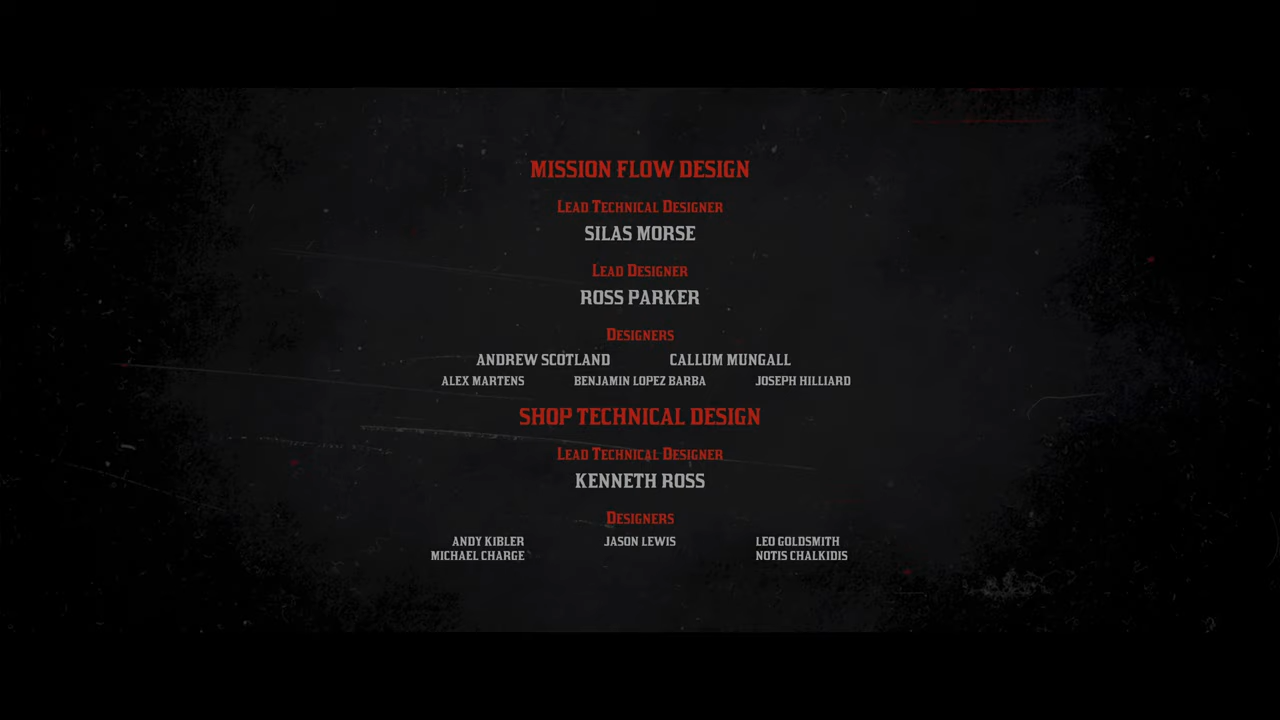 MISSION FLOW DESIGN
LEAD TECHNICAL DESIGNER
SILAS MORSE
LEAD DESIGNER
ROSS PARKER
DESIGNERS
ANDREW SCOTLAND CALLUM MUNGALL
ALEX MARTENS BENJAMIN LOPEZ BARBA JOSEPH HILLIARD
SHOP TECHNICAL DESIGN
LEAD TECHNICAL DESIGNER
KENNETH ROSS
DESIGNERS
ANDY KIBLER JASON LEWIS LEO GOLDSMITH
MICHAEL CHARGE NOTIS CHALKIDIS